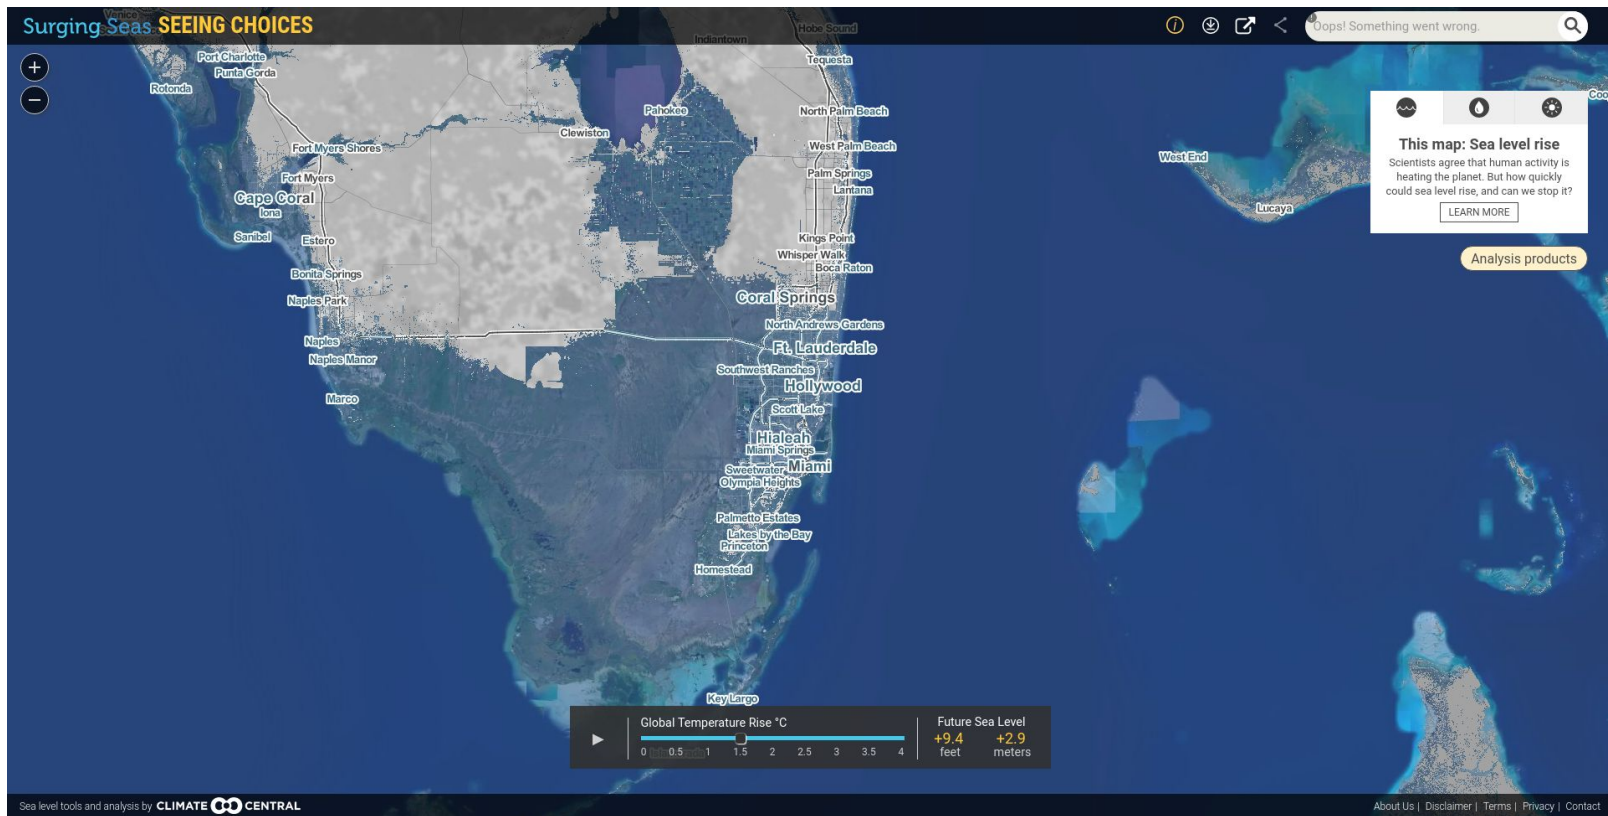 Surging Seas SEEING CHOICES
Oops! Something went wrong.
Venice
Hobe Sound
Indiantown
Port Charlotte
Punta Gorda
Rotonda
Tequesta
Pahokee
North Palm Beach
Clewiston
Fort Myers Shores
West Palm Beach
West End
Fort Myers
Palm Springs
Lantana
Cape Coral
Iona
Lucaya
Sanibel
Estero
Kings Point
Whisper Walk
Boca Raton
Bonita Springs
Naples Park
Coral Springs
North Andrews Gardens
Naples
Ft. Lauderdale
Naples Manor
Southwest Ranches
Hollywood
Marco
Scott Lake
Hialeah
Miami Springs
Sweetwater
Miami
Olympia Heights
Palmetto Estates
Lakes by the Bay
Princeton
Homestead
Key Largo
This map: Sea level rise
Scientists agree that human activity is
heating the planet. But how quickly
could sea level rise, and can we stop it?
LEARN MORE
Analysis products
Global Temperature Rise °C
0 0.5 1 1.5 2 2.5 3 3.5 4
Future Sea Level
+9.4 +2.9
feet meters
Sea level tools and analysis by CLIMATE CENTRAL
About Us | Disclaimer | Terms | Privacy | Contact